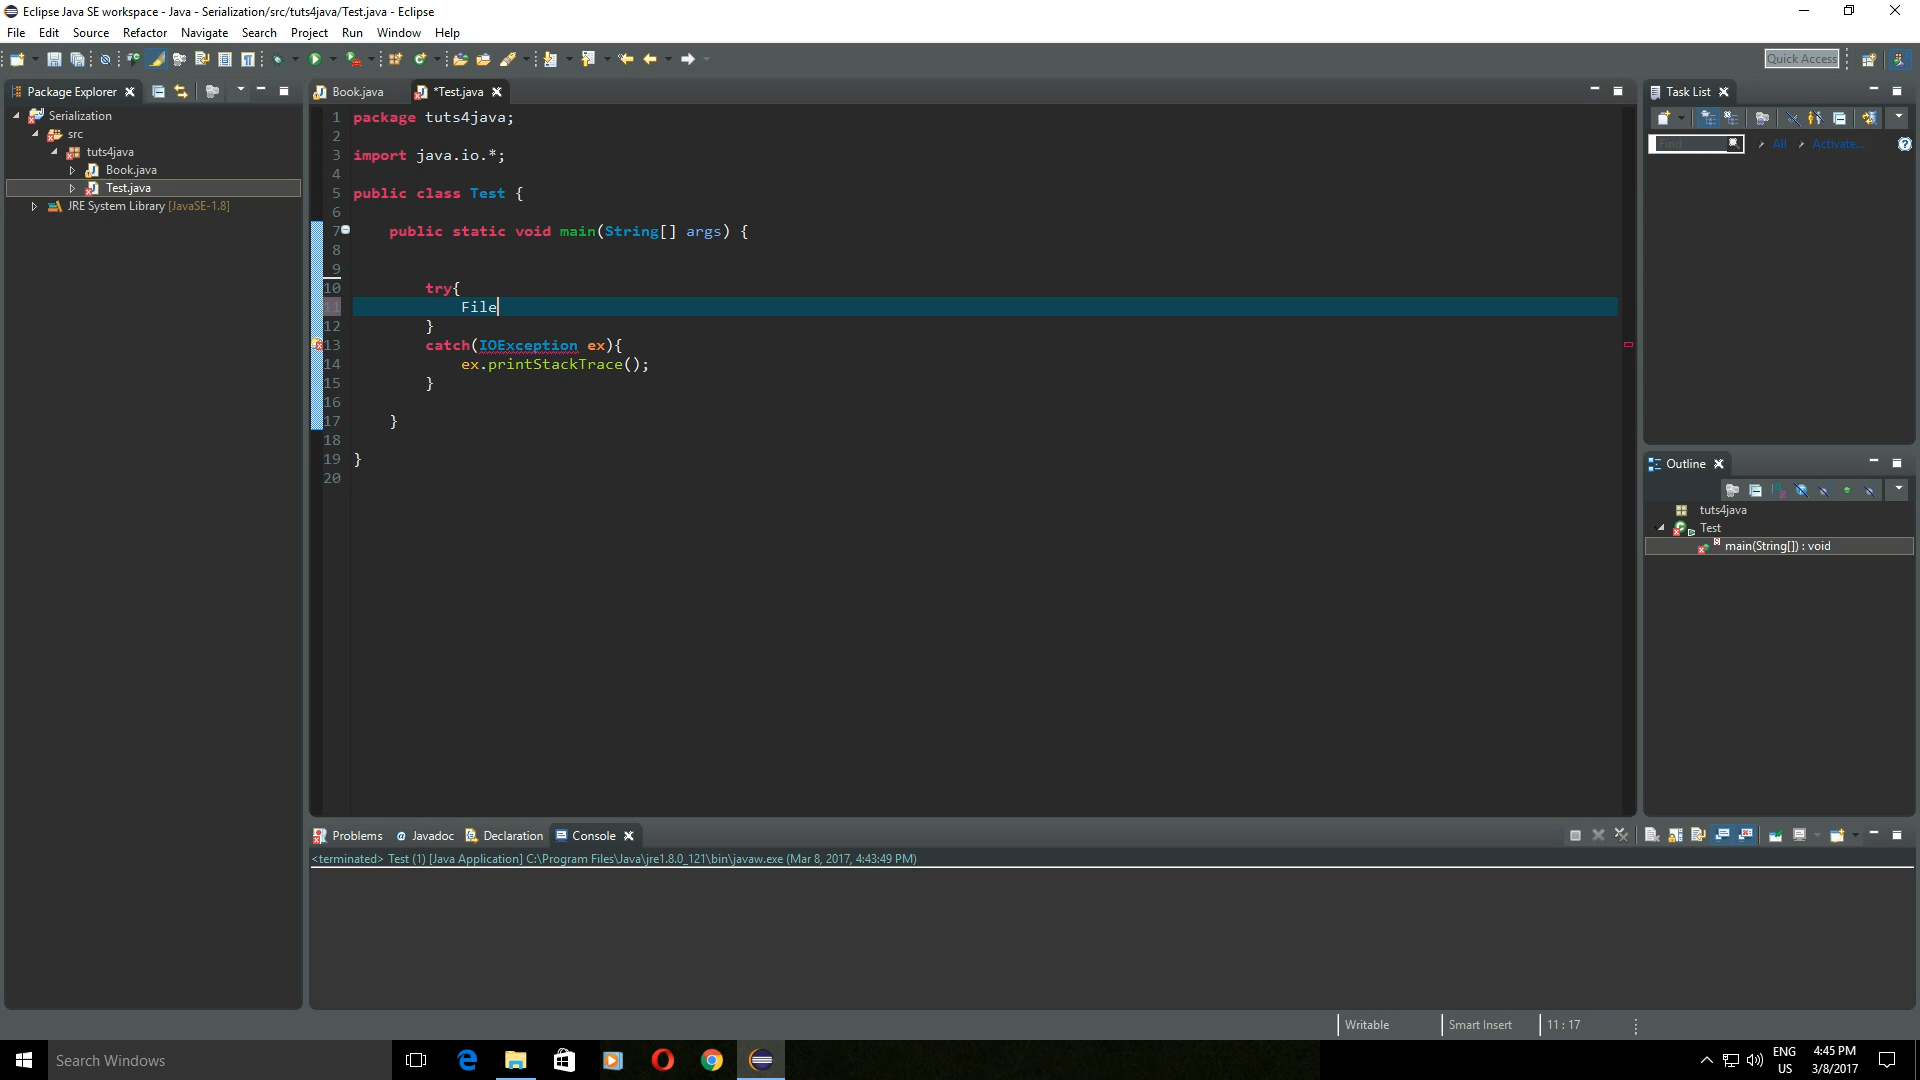 Eclipse Java SE workspace - Java - Serialization/src/tuts4java/Test.java - Eclipse
File Edit Source Refactor Navigate Search Project Run Window Help
Quick Access
Package Explorer
Serialization
src
tuts4java
Book.java
Test.java
JRE System Library [JavaSE-1.8]
Book.java
*Test.java
1 package tuts4java;
2
3 import java.io.*;
4
5 public class Test {
6
7 public static void main(String[] args) {
8
9
10 try{
11 File
12 }
13 catch(IOException ex){
14 ex.printStackTrace();
15 }
16
17 }
18
19 }
20
Task List
Find
All
Activate...
Outline
tuts4java
Test
main(String[]) : void
Problems
Javadoc
Declaration
Console
<terminated> Test (1) [Java Application] C:\Program Files\Java\jre1.8.0_121\bin\javaw.exe (Mar 8, 2017, 4:43:49 PM)
Writable
Smart Insert
11 : 17
Search Windows
ENG
US
4:45 PM
3/8/2017